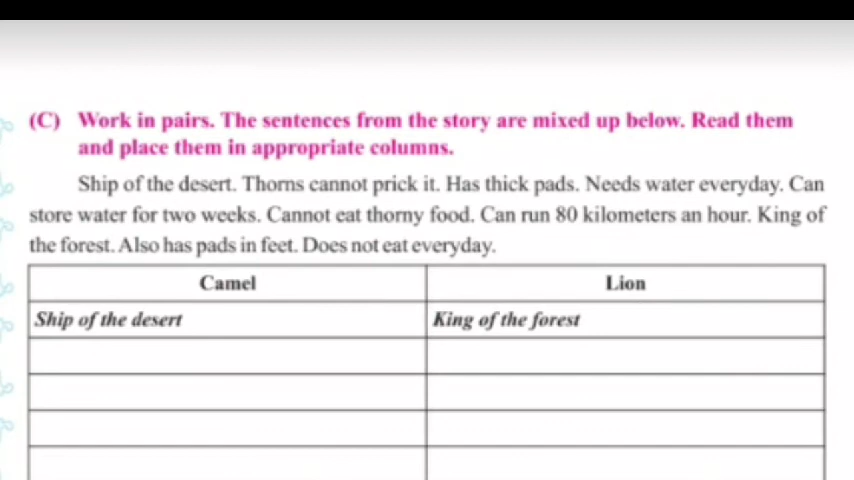 (C) Work in pairs. The sentences from the story are mixed up below. Read them
and place them in appropriate columns.
Ship of the desert. Thorns cannot prick it. Has thick pads. Needs water everyday. Can
store water for two weeks. Cannot eat thorny food. Can run 80 kilometers an hour. King of
the forest. Also has pads in feet. Does not eat everyday.
Camel Lion
Ship of the desert King of the forest